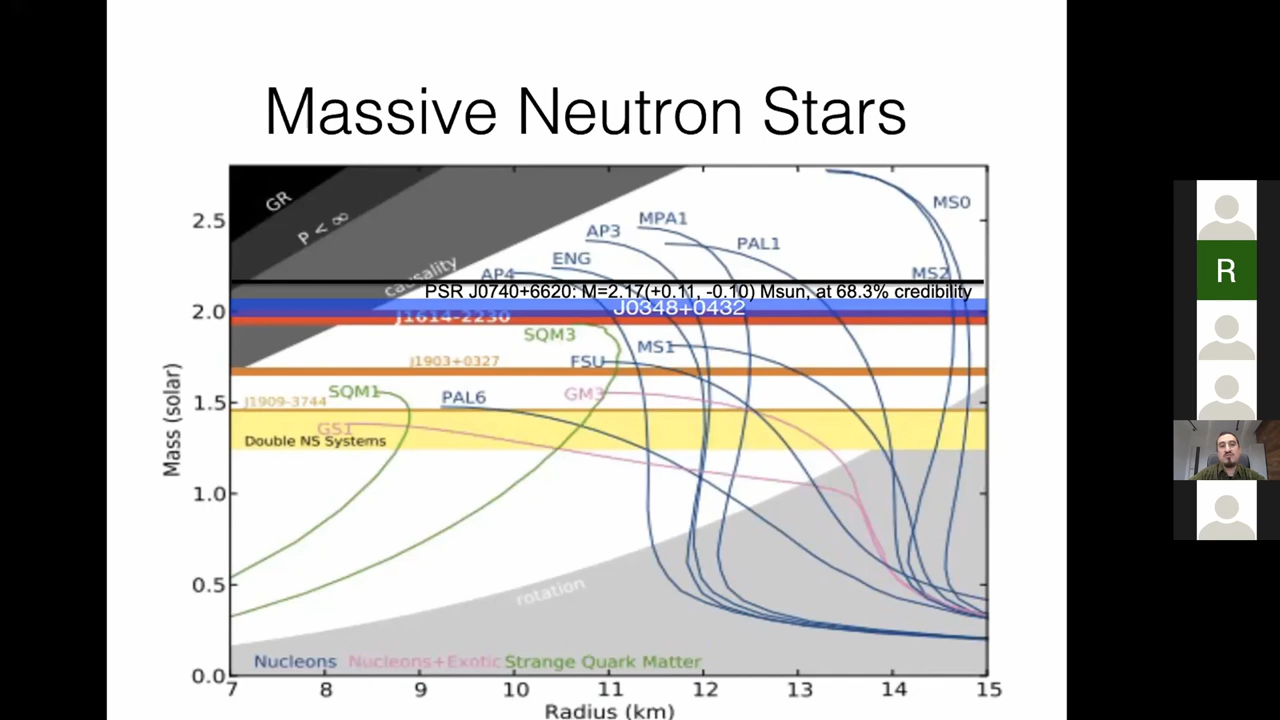 Massive Neutron Stars
GR
P < ∞
causality
MS0
MPA1
AP3
PAL1
ENG
AP4
MS2
PSR J0740+6620: M=2.17(+0.11, -0.10) Msun, at 68.3% credibility
J0348+0432
J1614-2230
SQM3
MS1
J1903+0327
FSU
SQM1
GM3
J1909-3744
PAL6
GS1
Double NS Systems
rotation
Nucleons Nucleons+Exotic Strange Quark Matter
Mass (solar)
2.5
2.0
1.5
1.0
0.5
0.0
7 8 9 10 11 12 13 14 15
Radius (km)
R